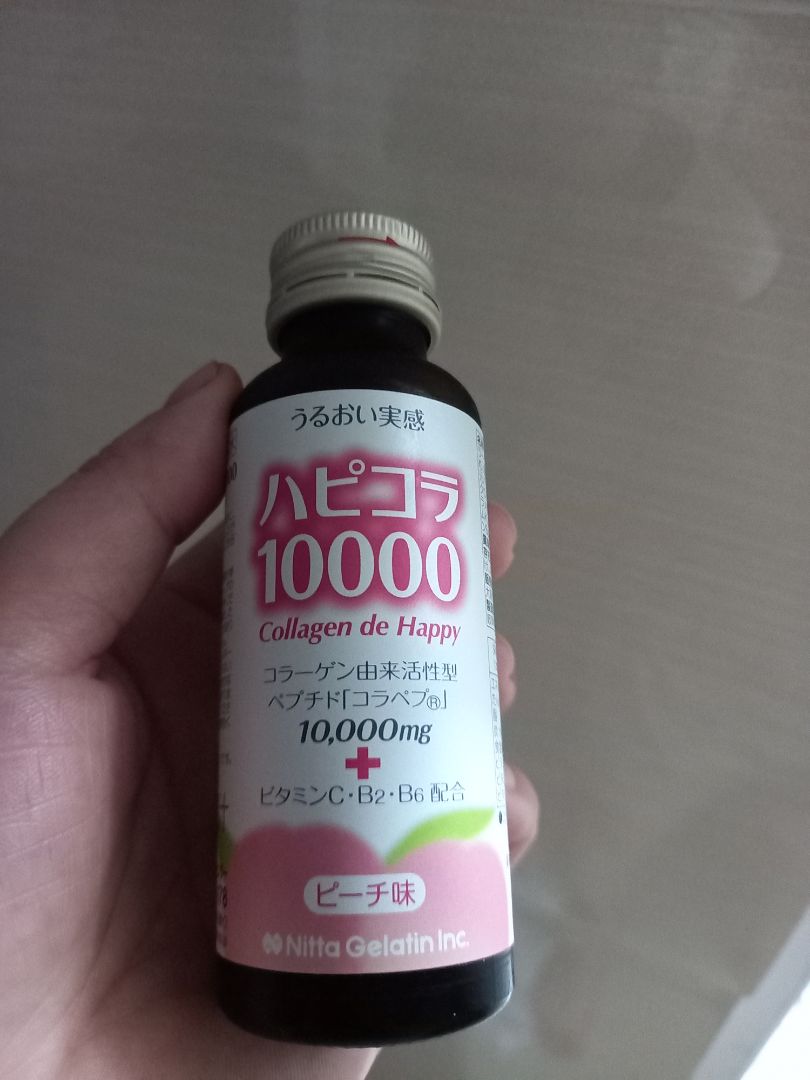 うるおい実感
ハピコラ
10000
Collagen de Happy
コラーゲン由来活性型
ペプチド「コラペプ®」
10,000mg
+
ビタミンC・B2・B6 配合
ピーチ味
Nitta Gelatin Inc.